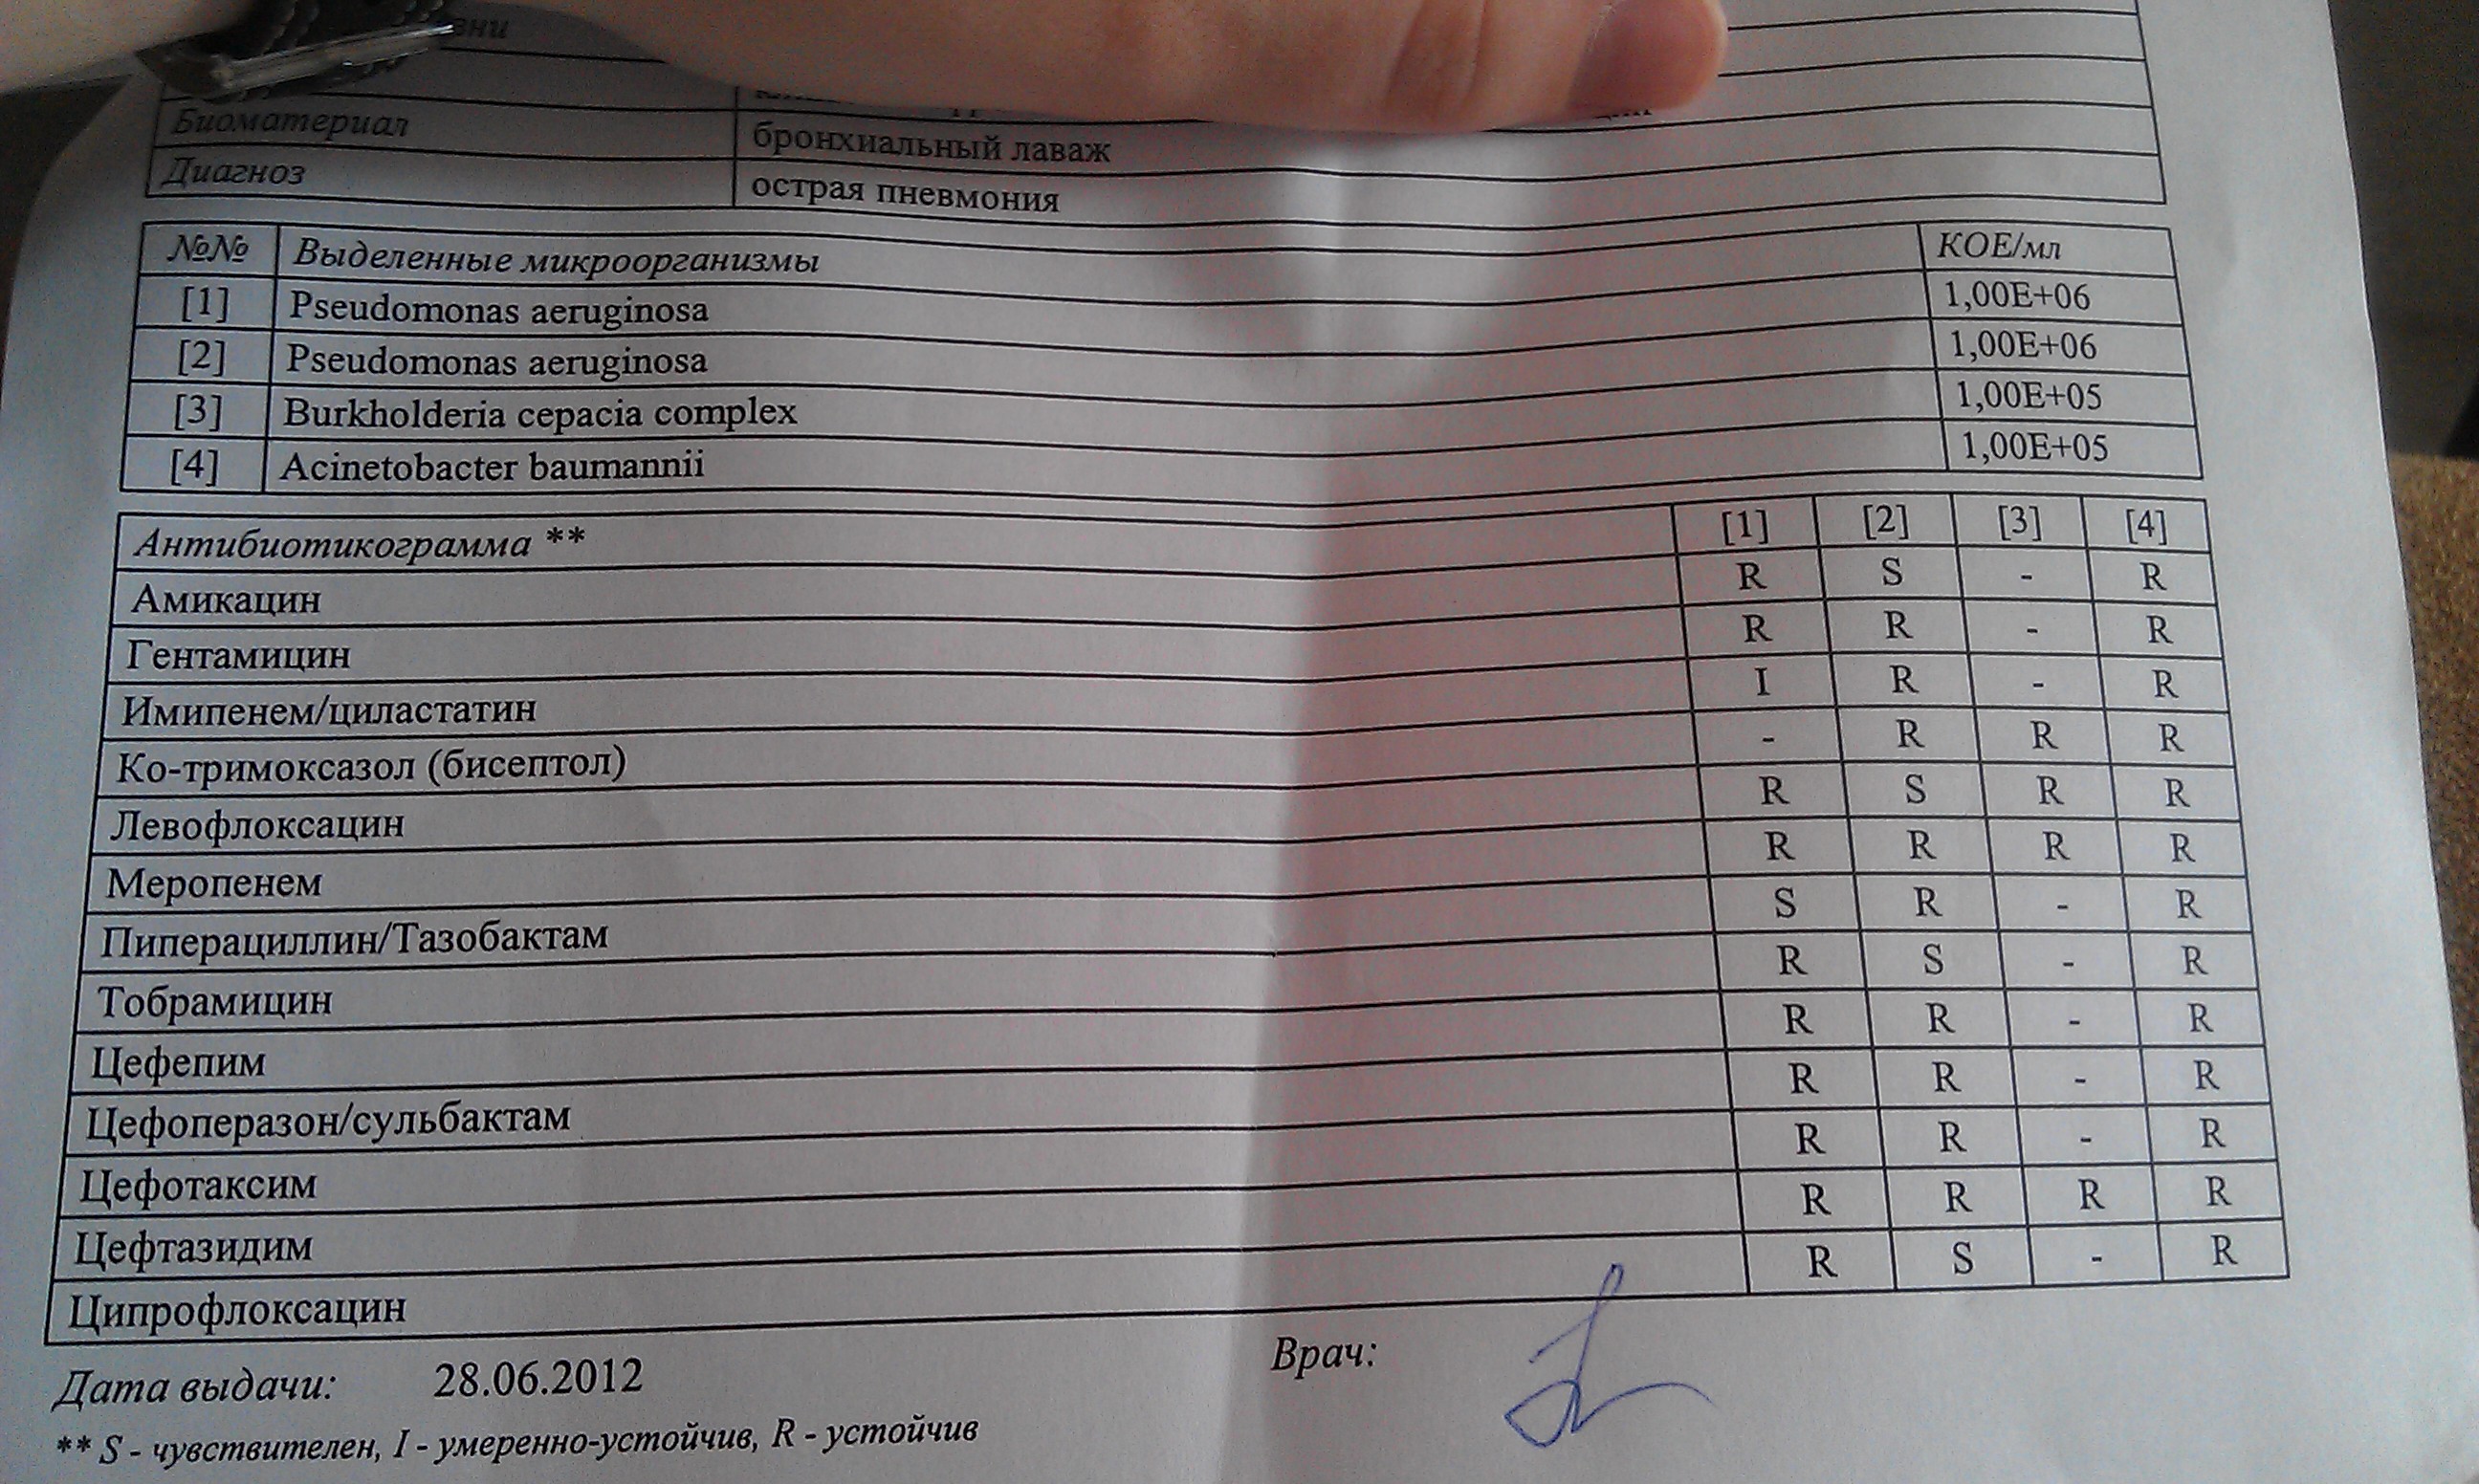 Биоматериал бронхиальный лаваж
Диагноз острая пневмония
№№ Выделенные микроорганизмы КОЕ/мл
[1] Pseudomonas aeruginosa 1,00E+06
[2] Pseudomonas aeruginosa 1,00E+06
[3] Burkholderia cepacia complex 1,00E+05
[4] Acinetobacter baumannii 1,00E+05
Антибиотикограмма ** [1] [2] [3] [4]
Амикацин R S - R
Гентамицин R R - R
Имипенем/циластатин I R - R
Ко-тримоксазол (бисептол) - R R R
Левофлоксацин R S R R
Меропенем R R R R
Пиперациллин/Тазобактам S R - R
Тобрамицин R S - R
Цефепим R R - R
Цефоперазон/сульбактам R R - R
Цефотаксим R R - R
Цефтазидим R R R R
Ципрофлоксацин R S - R
Дата выдачи: 28.06.2012 Врач:
** S - чувствителен, I - умеренно-устойчив, R - устойчив